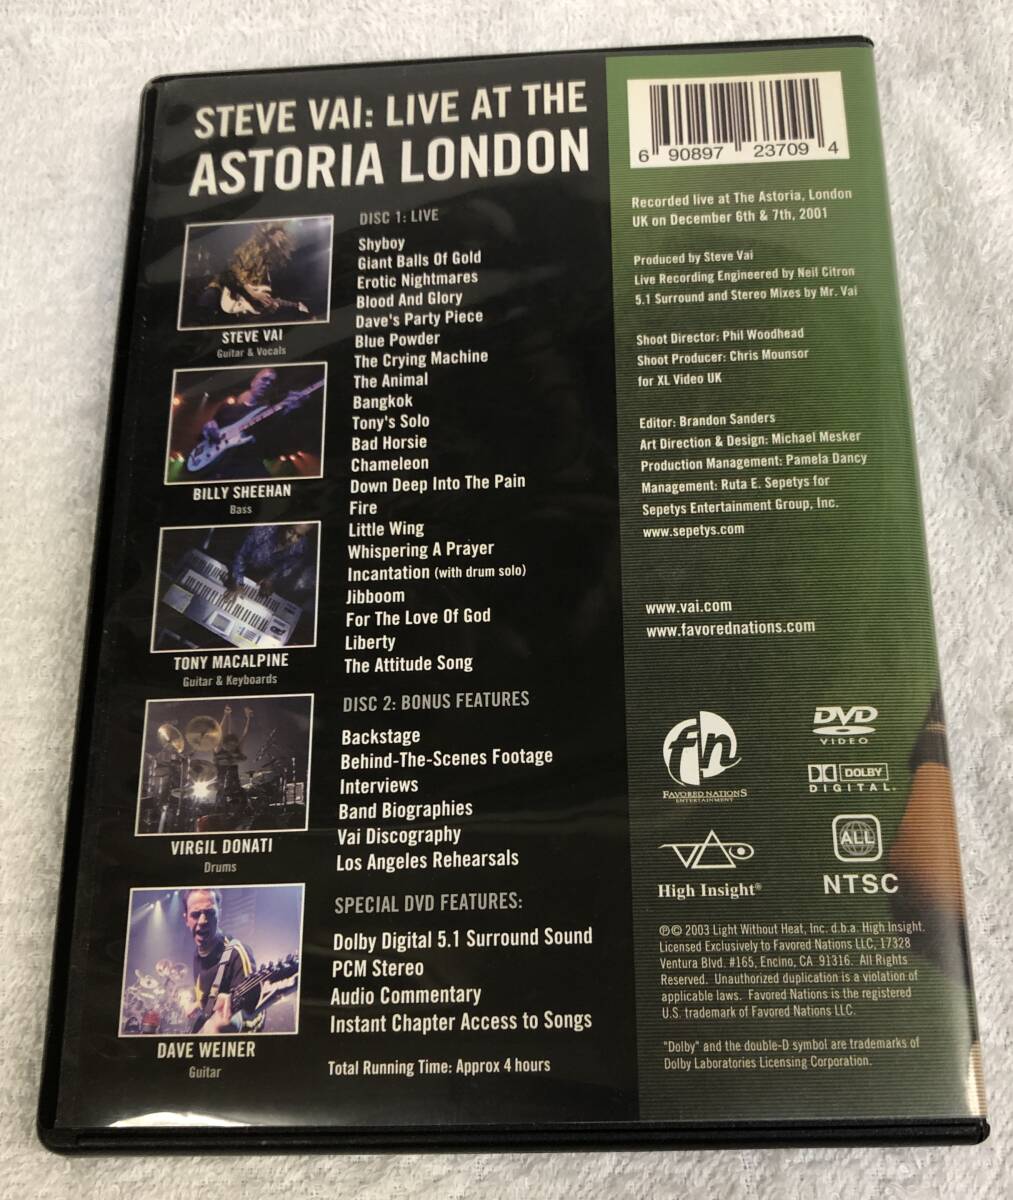 STEVE VAI: LIVE AT THE
ASTORIA LONDON
STEVE VAI
Guitar & Vocals
BILLY SHEEHAN
Bass
TONY MACALPINE
Guitar & Keyboards
VIRGIL DONATI
Drums
DAVE WEINER
Guitar
DISC 1: LIVE
Shyboy
Giant Balls Of Gold
Erotic Nightmares
Blood And Glory
Dave's Party Piece
Blue Powder
The Crying Machine
The Animal
Bangkok
Tony's Solo
Bad Horsie
Chameleon
Down Deep Into The Pain
Fire
Little Wing
Whispering A Prayer
Incantation (with drum solo)
Jibboom
For The Love Of God
Liberty
The Attitude Song
DISC 2: BONUS FEATURES
Backstage
Behind-The-Scenes Footage
Interviews
Band Biographies
Vai Discography
Los Angeles Rehearsals
SPECIAL DVD FEATURES:
Dolby Digital 5.1 Surround Sound
PCM Stereo
Audio Commentary
Instant Chapter Access to Songs
Total Running Time: Approx 4 hours
6 90897 23709 4
Recorded live at The Astoria, London
UK on December 6th & 7th, 2001
Produced by Steve Vai
Live Recording Engineered by Neil Citron
5.1 Surround and Stereo Mixes by Mr. Vai
Shoot Director: Phil Woodhead
Shoot Producer: Chris Mounsor
for XL Video UK
Editor: Brandon Sanders
Art Direction & Design: Michael Mesker
Production Management: Pamela Dancy
Management: Ruta E. Sepetys for
Sepetys Entertainment Group, Inc.
www.sepetys.com
www.vai.com
www.favorednations.com
fn
FAVORED NATIONS
ENTERTAINMENT
DVD
VIDEO
DOLBY
DIGITAL
VAI
High Insight®
ALL
NTSC
℗© 2003 Light Without Heat, Inc. d.b.a. High Insight.
Licensed Exclusively to Favored Nations LLC, 17328
Ventura Blvd. #165, Encino, CA 91316. All Rights
Reserved. Unauthorized duplication is a violation of
applicable laws. Favored Nations is the registered
U.S. trademark of Favored Nations LLC.
"Dolby" and the double-D symbol are trademarks of
Dolby Laboratories Licensing Corporation.